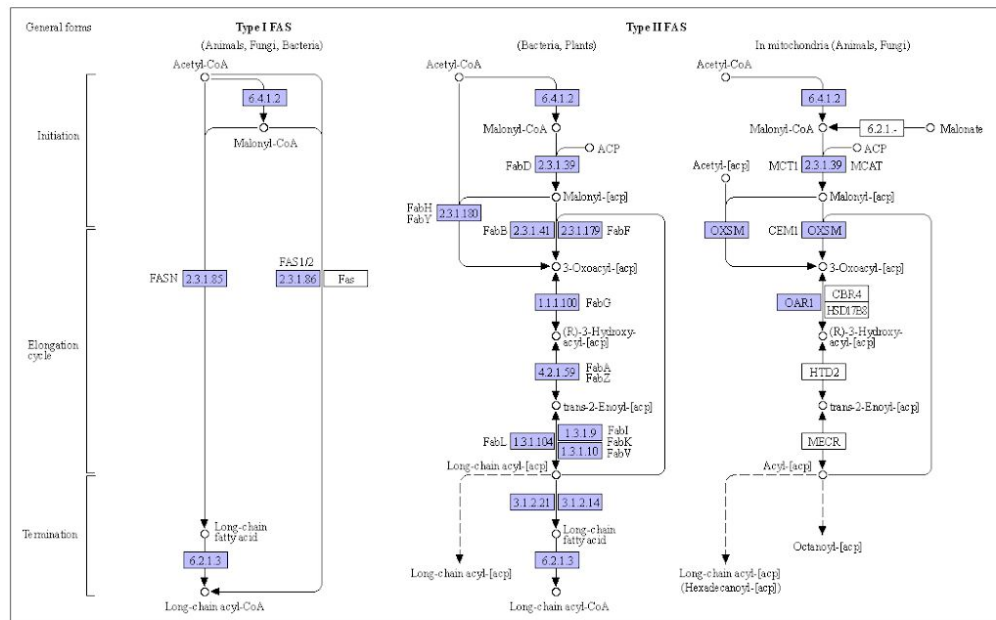 General forms
Type I FAS
Type II FAS
(Animals, Fungi, Bacteria)
(Bacteria, Plants)
In mitochondria (Animals, Fungi)
Initiation
Elongation
cycle
Termination
Acetyl-CoA
6.4.1.2
Malonyl-CoA
FASN
2.3.1.85
FAS1/2
2.3.1.86
Fas
Long-chain
fatty acid
6.2.1.3
Long-chain acyl-CoA
Acetyl-CoA
6.4.1.2
Malonyl-CoA
ACP
FabD
2.3.1.39
Malonyl-[acp]
FabH
FabY
2.3.1.180
FabB
2.3.1.41
2.3.1.179
FabF
3-Oxoacyl-[acp]
1.1.1.100
FabG
(R)-3-Hydroxy-
acyl-[acp]
4.2.1.59
FabA
FabZ
trans-2-Enoyl-[acp]
FabL
1.3.1.104
1.3.1.9
1.3.1.10
FabI
FabK
FabV
Long-chain acyl-[acp]
3.1.2.21
3.1.2.14
Long-chain
fatty acid
6.2.1.3
Long-chain acyl-[acp]
Long-chain acyl-CoA
Acetyl-CoA
6.4.1.2
Malonyl-CoA
6.2.1.-
Malonate
ACP
MCT1
2.3.1.39
MCAT
Acetyl-[acp]
Malonyl-[acp]
OXSM
CEM1
OXSM
3-Oxoacyl-[acp]
OAR1
CBR4
HSD17B8
(R)-3-Hydroxy-
acyl-[acp]
HTD2
trans-2-Enoyl-[acp]
MECR
Acyl-[acp]
Octanoyl-[acp]
Long-chain acyl-[acp]
(Hexadecanoyl-[acp])